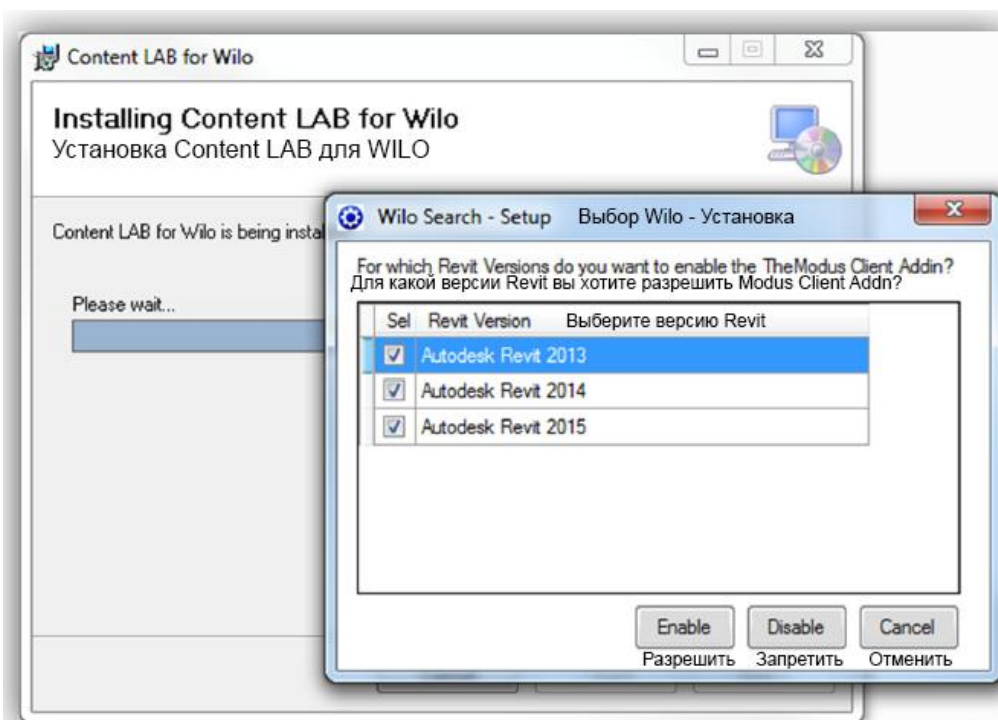 Content LAB for Wilo
Installing Content LAB for Wilo
Установка Content LAB для WILO
Content LAB for Wilo is being
Please wait...
Wilo Search - Setup Выбор Wilo - Установка
For which Revit Versions do you want to enable the TheModus Client Addin?
Для какой версии Revit вы хотите разрешить Modus Client Addn?
Sel Revit Version Выберите версию Revit
Autodesk Revit 2013
Autodesk Revit 2014
Autodesk Revit 2015
Enable Disable Cancel
Разрешить Запретить Отменить